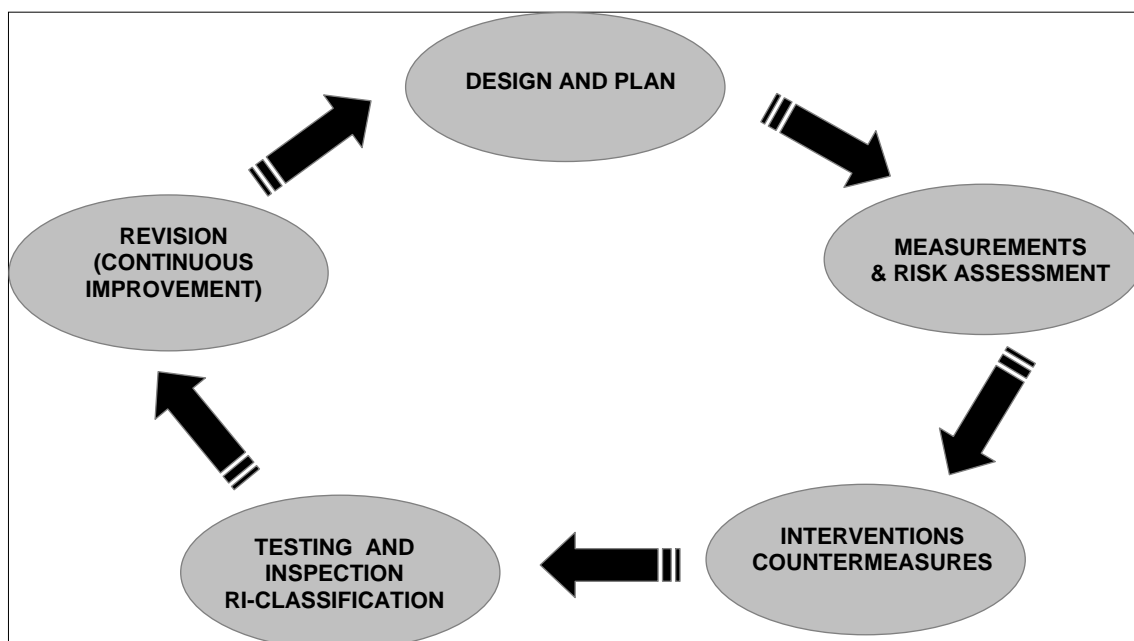 DESIGN AND PLAN
MEASUREMENTS
& RISK ASSESSMENT
INTERVENTIONS
COUNTERMEASURES
TESTING AND
INSPECTION
RI-CLASSIFICATION
REVISION
(CONTINUOUS
IMPROVEMENT)